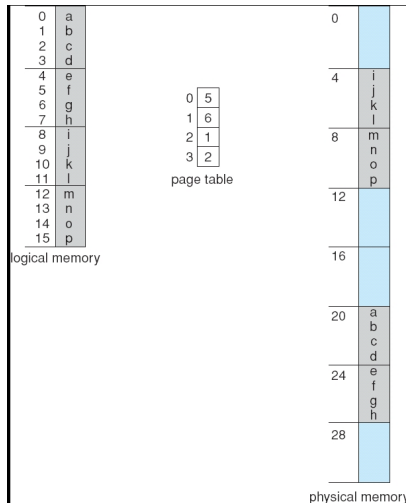 0 a
1 b
2 c
3 d
4 e
5 f
6 g
7 h
8 i
9 j
10 k
11 l
12 m
13 n
14 o
15 p
logical memory
0 5
1 6
2 1
3 2
page table
0
4 i
j
k
l
8 m
n
o
p
12
16
20 a
b
c
d
24 e
f
g
h
28
physical memory